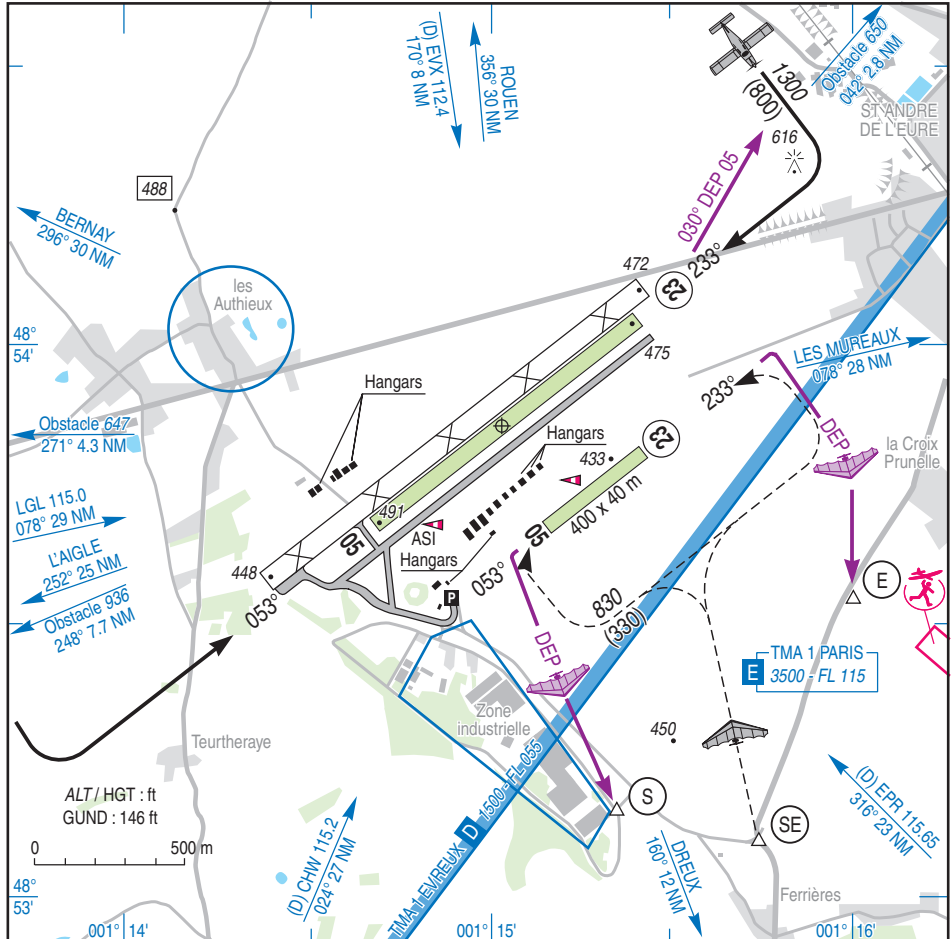 (D) EVX 112.4
170° 8 NM
ROUEN
356° 30 NM
1300
(800)
Obstacle 650
042° 2.8 NM
ST ANDRE
DE L'EURE
616
488
BERNAY
296° 30 NM
030° DEP 05
233°
les
Authieux
472
23
48°
54'
475
LES MUREAUX
078° 28 NM
Hangars
233°
DEP
Obstacle 647
271° 4.3 NM
Hangars
433
23
la Croix
Prunelle
LGL 115.0
078° 29 NM
491
ASI
400 x 40 m
05
05
L'AIGLE
252° 25 NM
Hangars
448
053°
053°
P
E
Obstacle 936
248° 7.7 NM
830
(330)
DEP
TMA 1 PARIS
E
3500 - FL 115
Zone
industrielle
450
Teurtheraye
(D) EPR 115.65
316° 23 NM
ALT / HGT : ft
GUND : 146 ft
0
500 m
S
SE
(D) CHW 115.2
024° 27 NM
TMA 1 EVREUX D 1500 - FL 055
DREUX
160° 12 NM
Ferrières
48°
53'
001° 14'
001° 15'
001° 16'